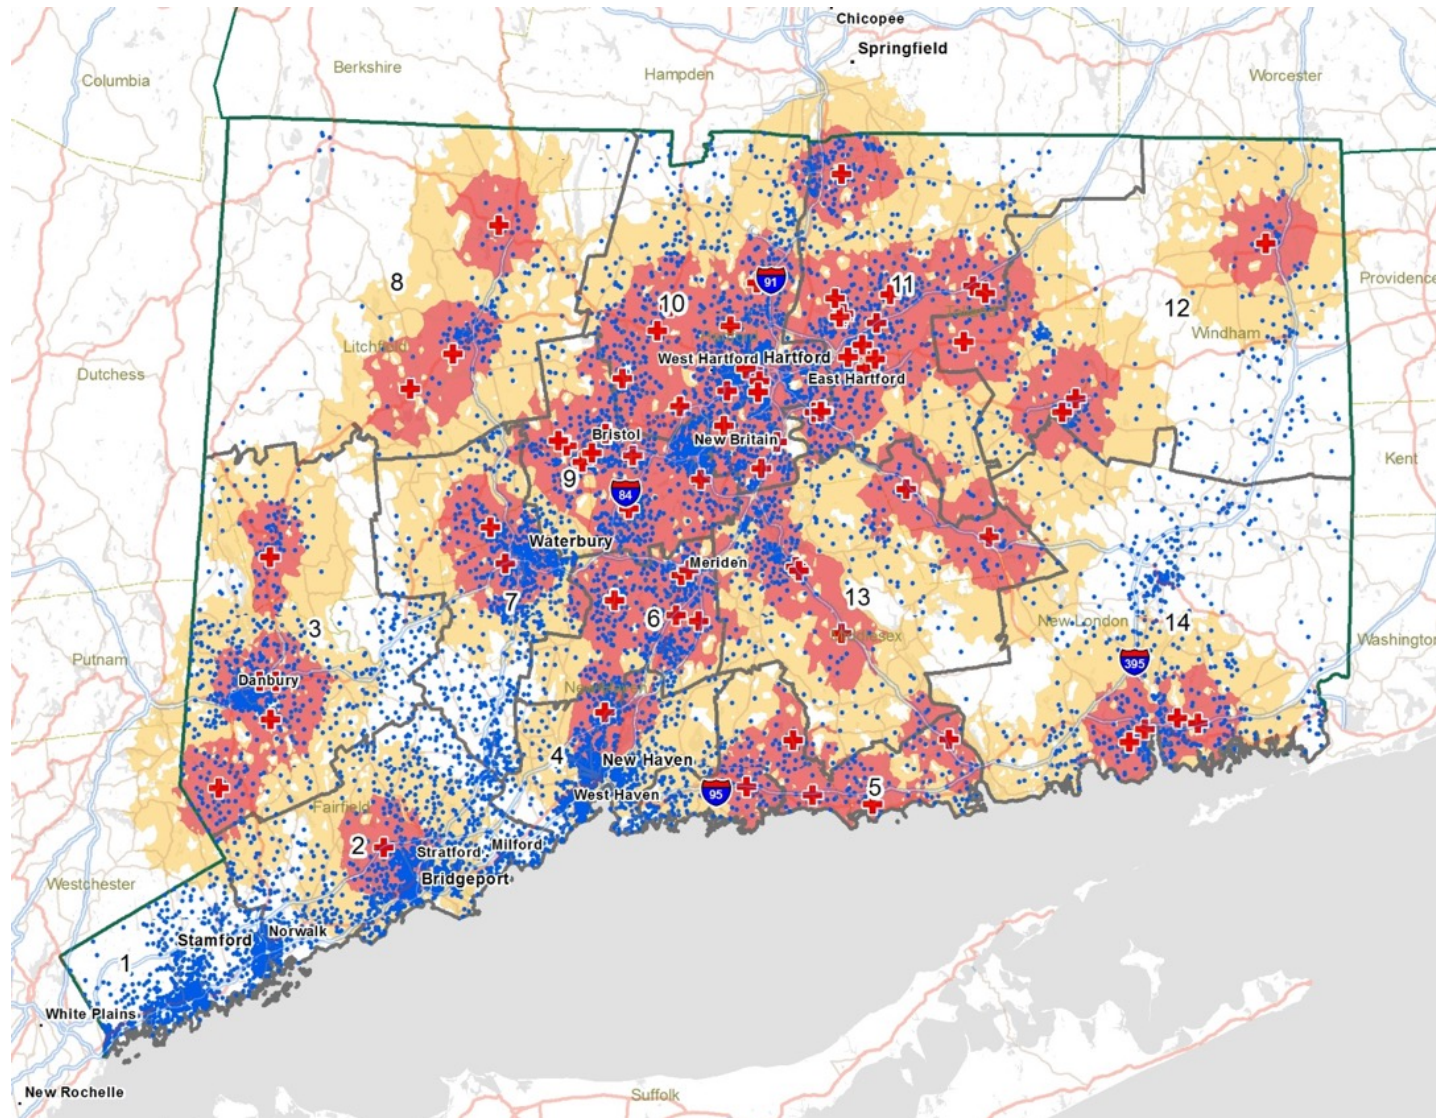 Chicopee
Springfield
Columbia
Berkshire
Hampden
Worcester
Providence
8
91
11
10
12
Windham
Litchfield
West Hartford
Hartford
Dutchess
East Hartford
Bristol
New Britain
Kent
9
84
Waterbury
Meriden
7
6
13
3
New London
14
Washington
Putnam
395
Danbury
4
New Haven
5
95
West Haven
Fairfield
2
Stratford
Milford
Bridgeport
Westchester
Norwalk
Stamford
1
White Plains
New Rochelle
Suffolk